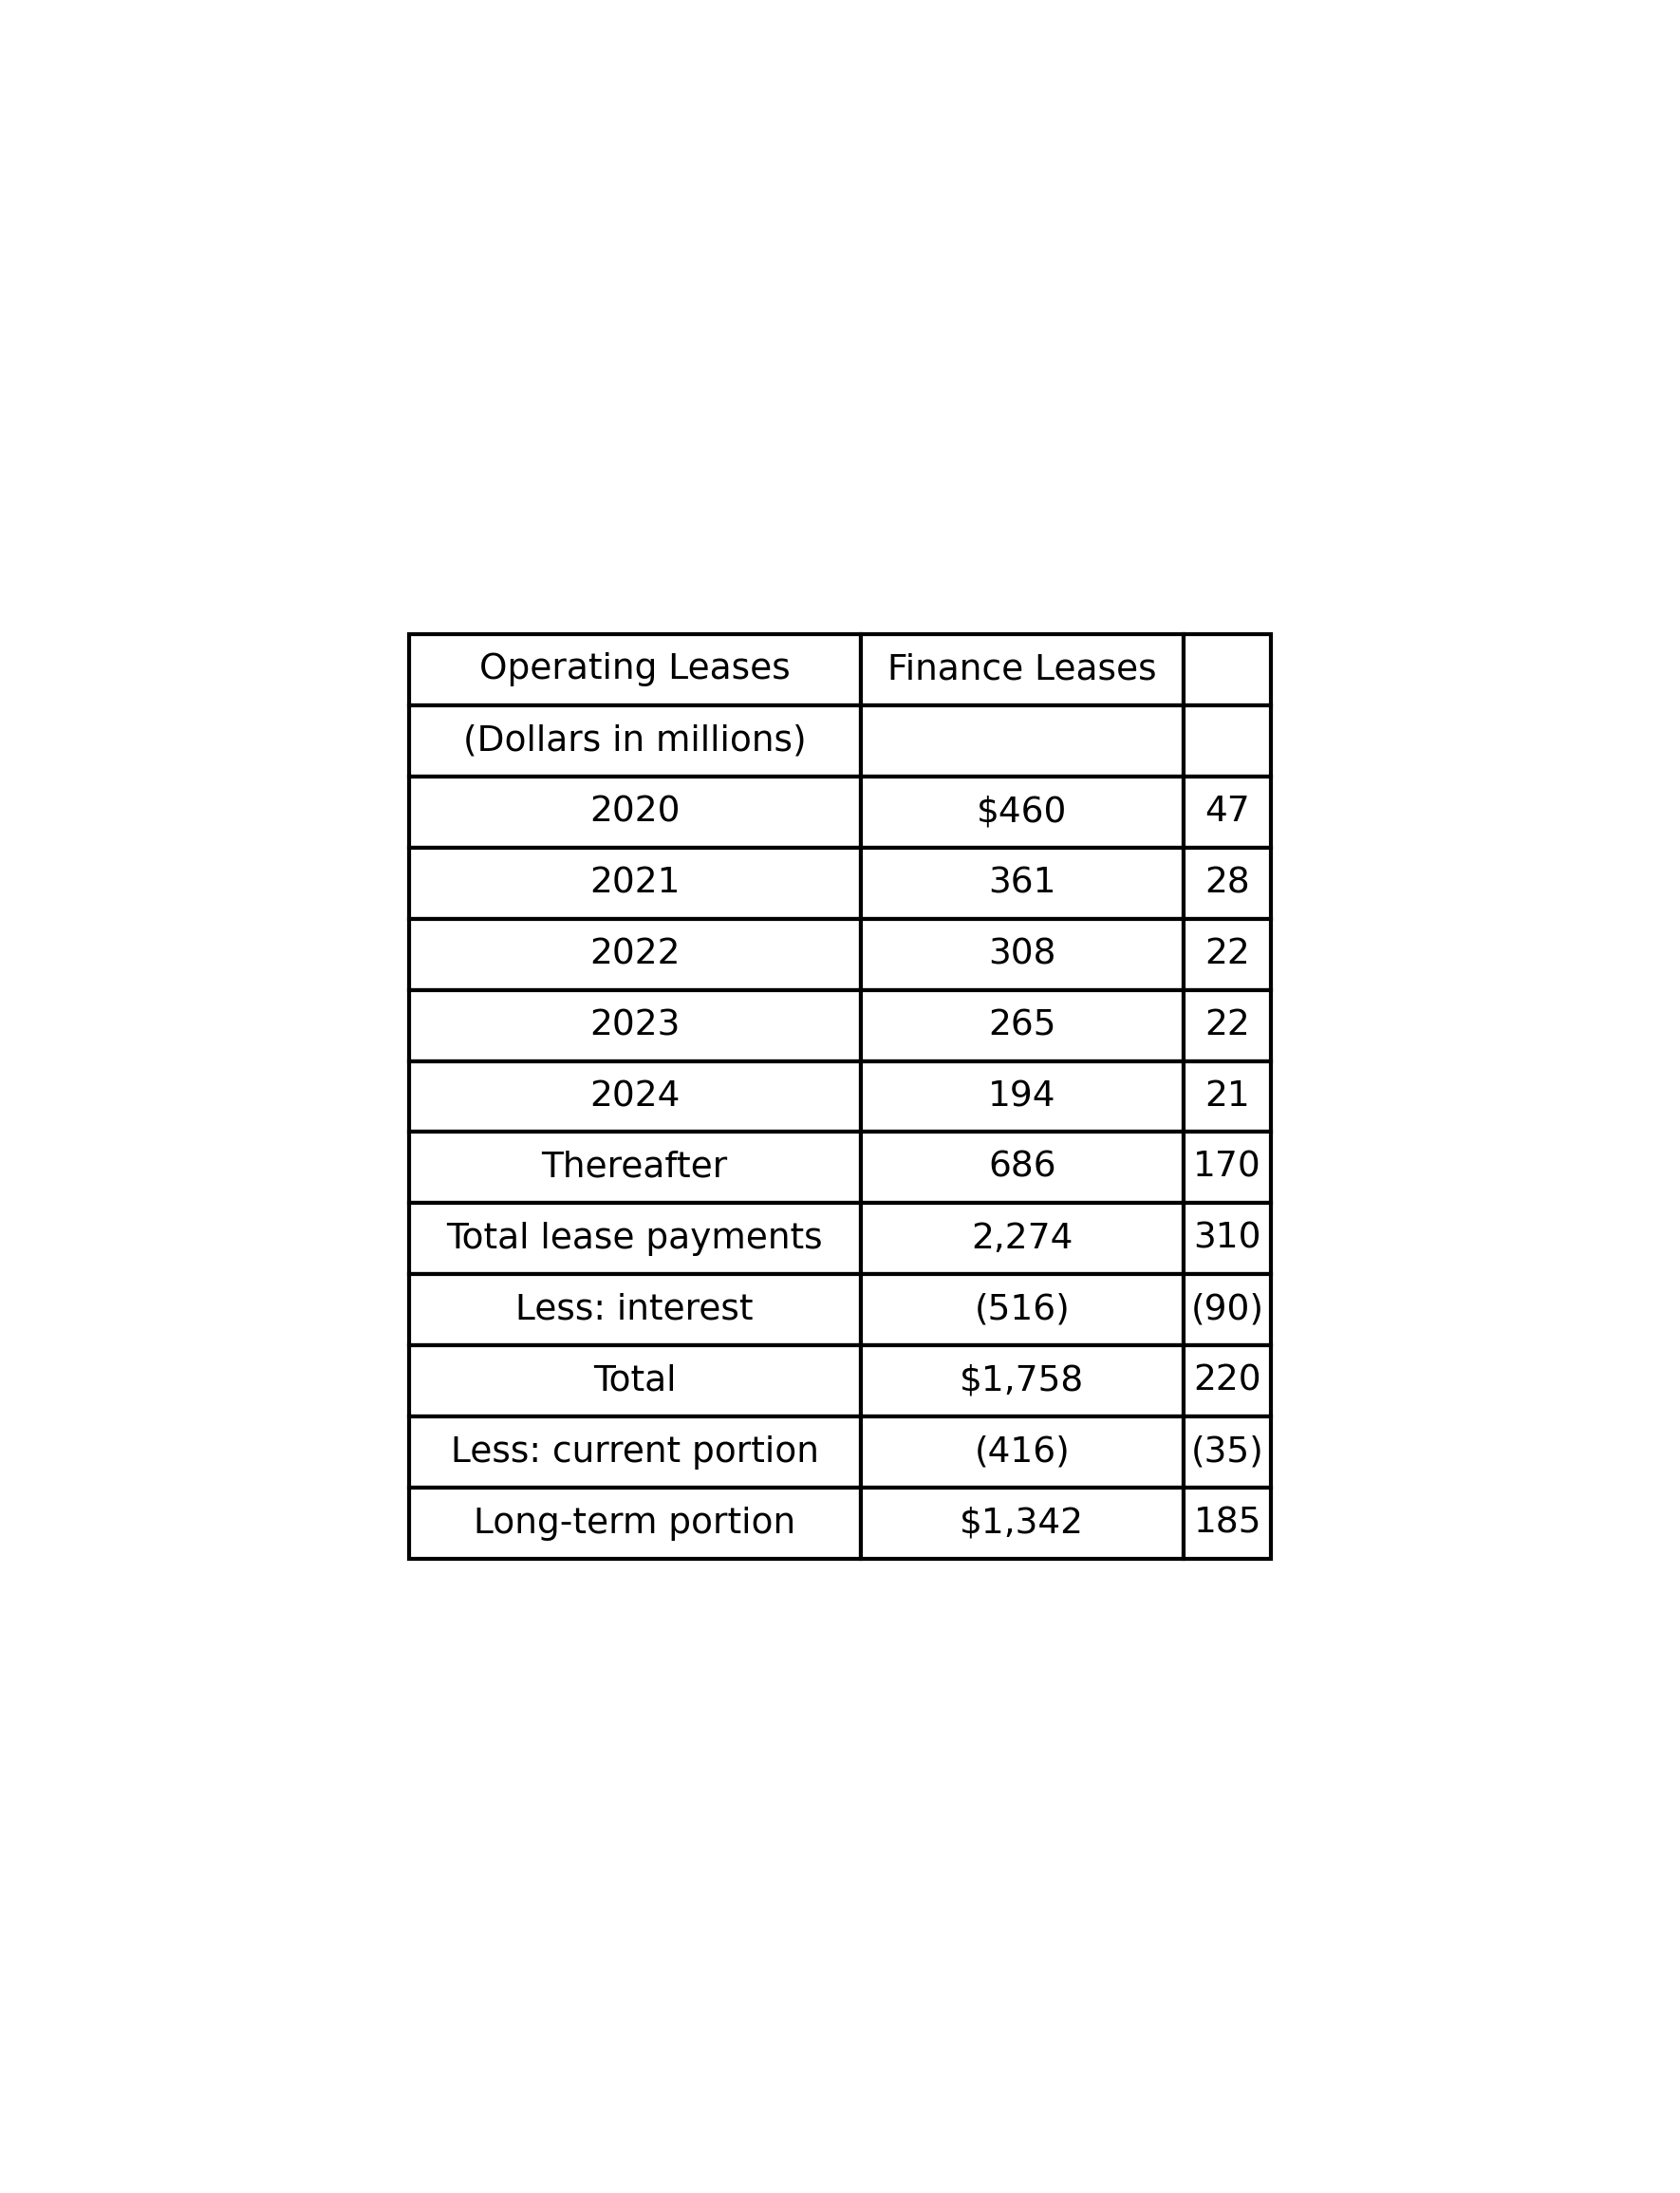 Operating Leases Finance Leases
(Dollars in millions)
2020 $460 47
2021 361 28
2022 308 22
2023 265 22
2024 194 21
Thereafter 686 170
Total lease payments 2,274 310
Less: interest (516) (90)
Total $1,758 220
Less: current portion (416) (35)
Long-term portion $1,342 185